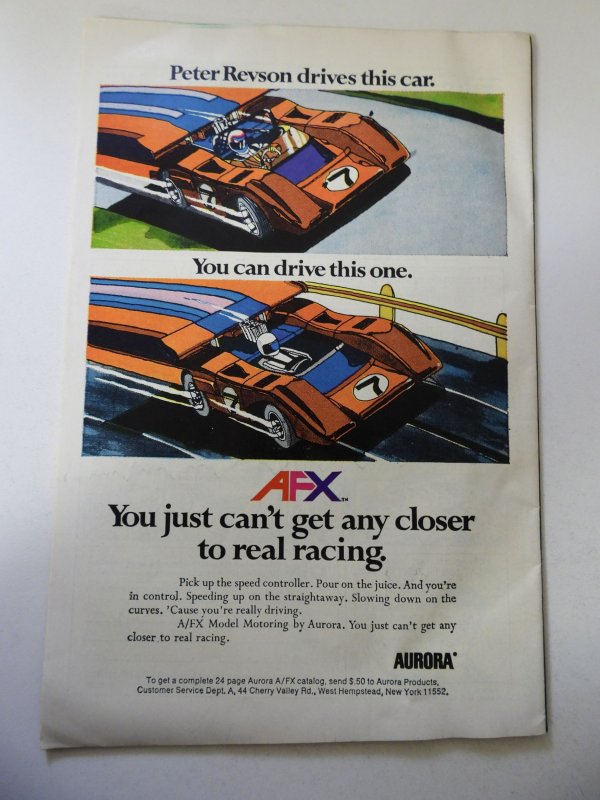 Peter Revson drives this car.
7
7
You can drive this one.
7
7
AFX™
You just can't get any closer
to real racing.
Pick up the speed controller. Pour on the juice. And you're
in control. Speeding up on the straightaway. Slowing down on the
curves. 'Cause you're really driving.
A/FX Model Motoring by Aurora. You just can't get any
closer to real racing.
AURORA®
To get a complete 24 page Aurora A/FX catalog, send $.50 to Aurora Products,
Customer Service Dept. A, 44 Cherry Valley Rd., West Hempstead, New York 11552.